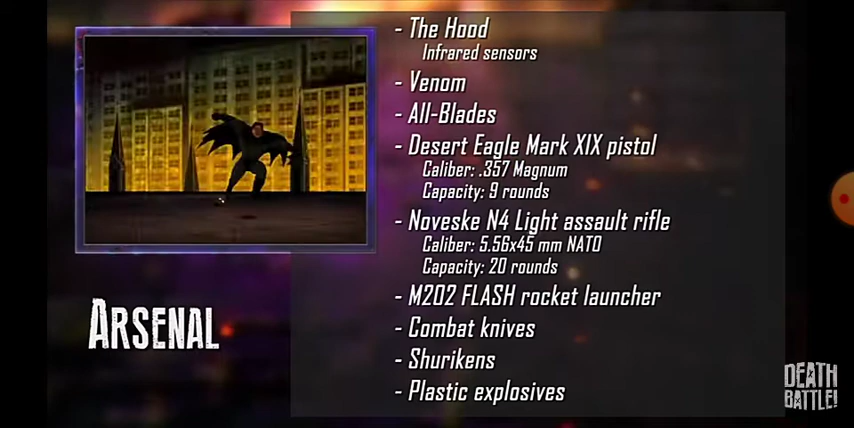 - The Hood
Infrared sensors
- Venom
- All-Blades
- Desert Eagle Mark XIX pistol
Caliber: .357 Magnum
Capacity: 9 rounds
- Noveske N4 Light assault rifle
Caliber: 5.56x45 mm NATO
Capacity: 20 rounds
- M202 FLASH rocket launcher
- Combat knives
- Shurikens
- Plastic explosives
Arsenal
DEATH
BATTLE!